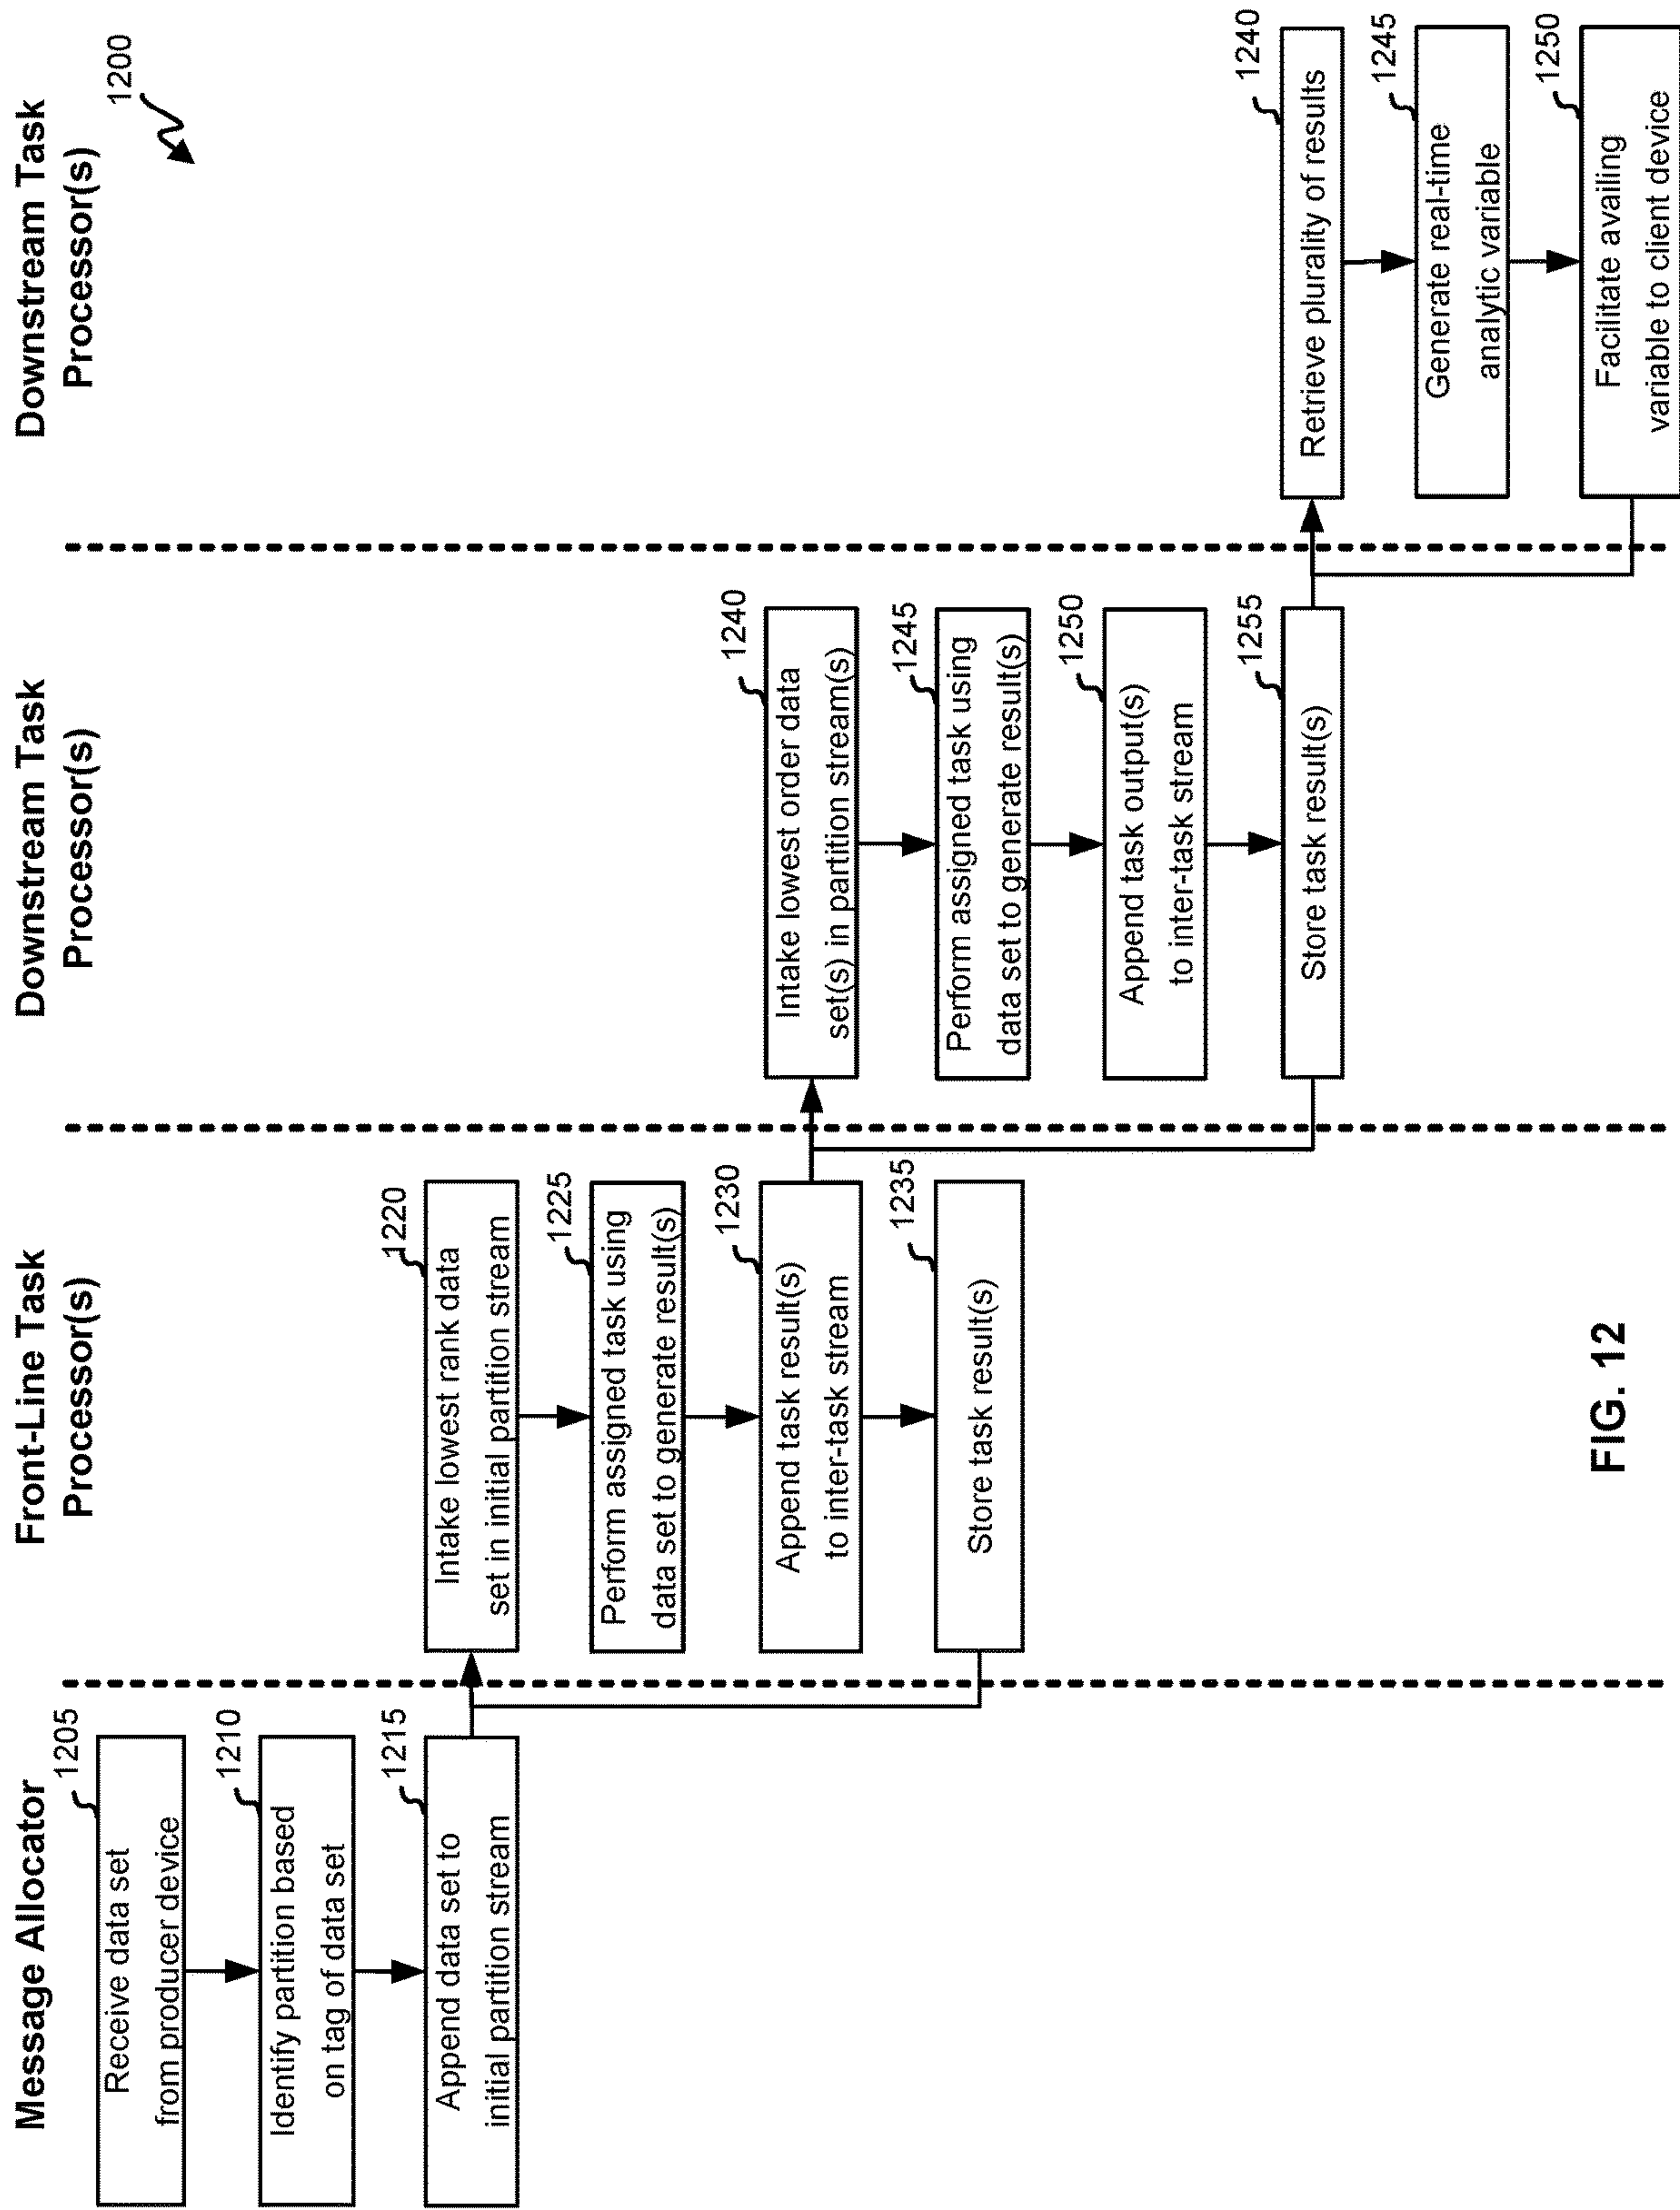 Message Allocator
Front-Line Task
Processor(s)
Downstream Task
Processor(s)
Downstream Task
Processor(s)
1200
1205
Receive data set
from producer device
1210
Identify partition based
on tag of data set
1215
Append data set to
initial partition stream
1220
Intake lowest rank data
set in initial partition stream
1225
Perform assigned task using
data set to generate result(s)
1230
Append task result(s)
to inter-task stream
1235
Store task result(s)
1240
Intake lowest order data
set(s) in partition stream(s)
1245
Perform assigned task using
data set to generate result(s)
1250
Append task output(s)
to inter-task stream
1255
Store task result(s)
1240
Retrieve plurality of results
1245
Generate real-time
analytic variable
1250
Facilitate availing
variable to client device
FIG. 12